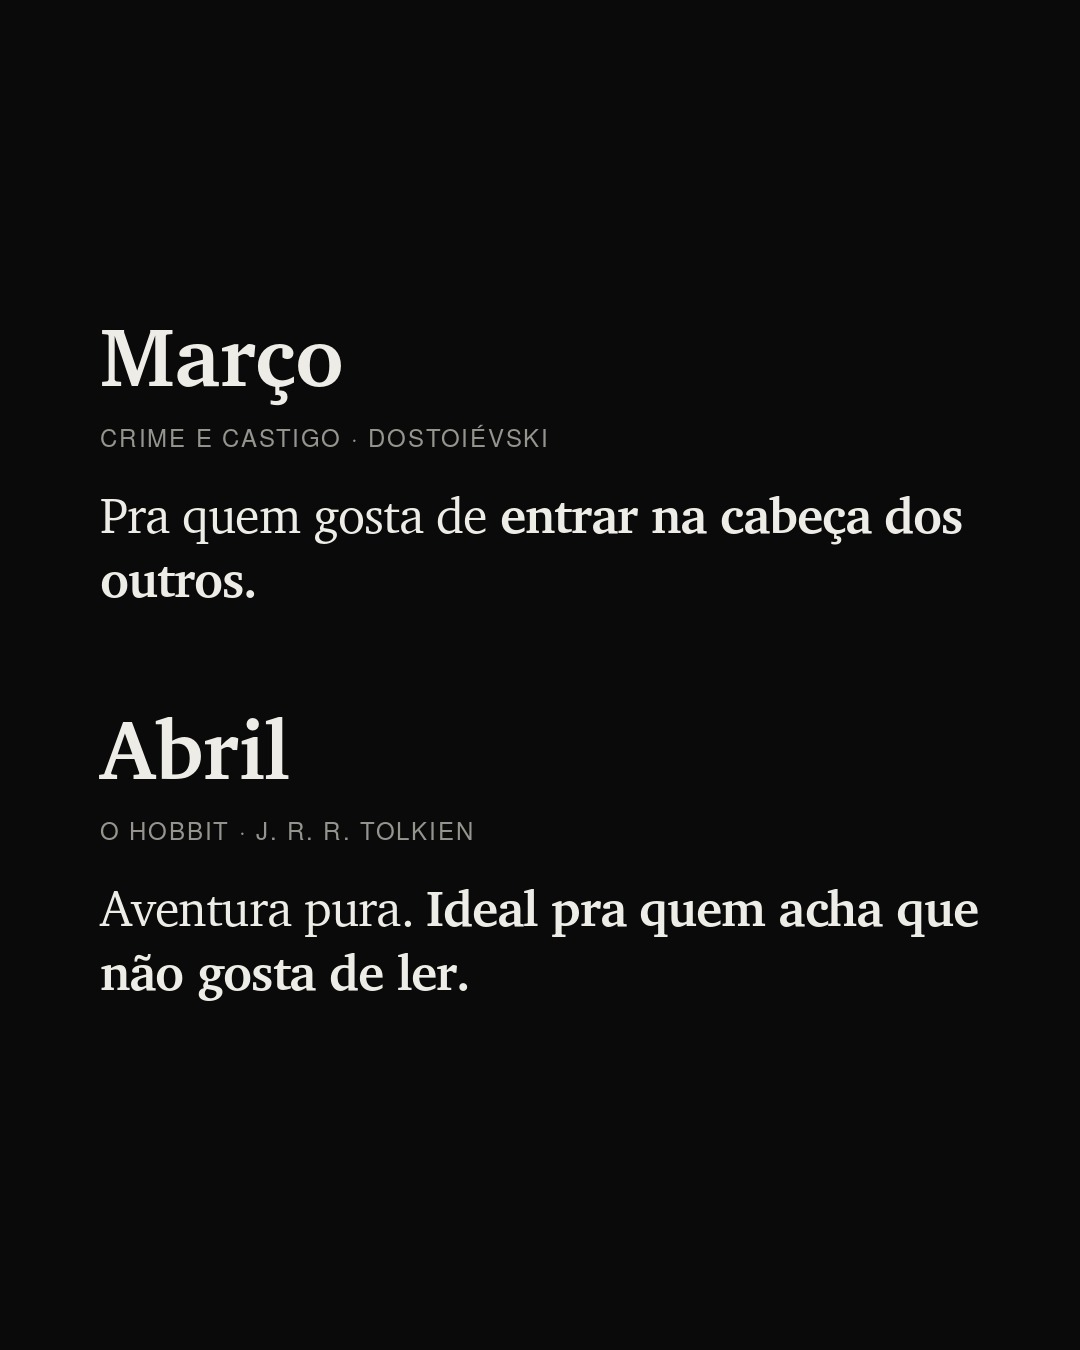 Março
CRIME E CASTIGO · DOSTOIÉVSKI
Pra quem gosta de entrar na cabeça dos
outros.
Abril
O HOBBIT · J. R. R. TOLKIEN
Aventura pura. Ideal pra quem acha que
não gosta de ler.